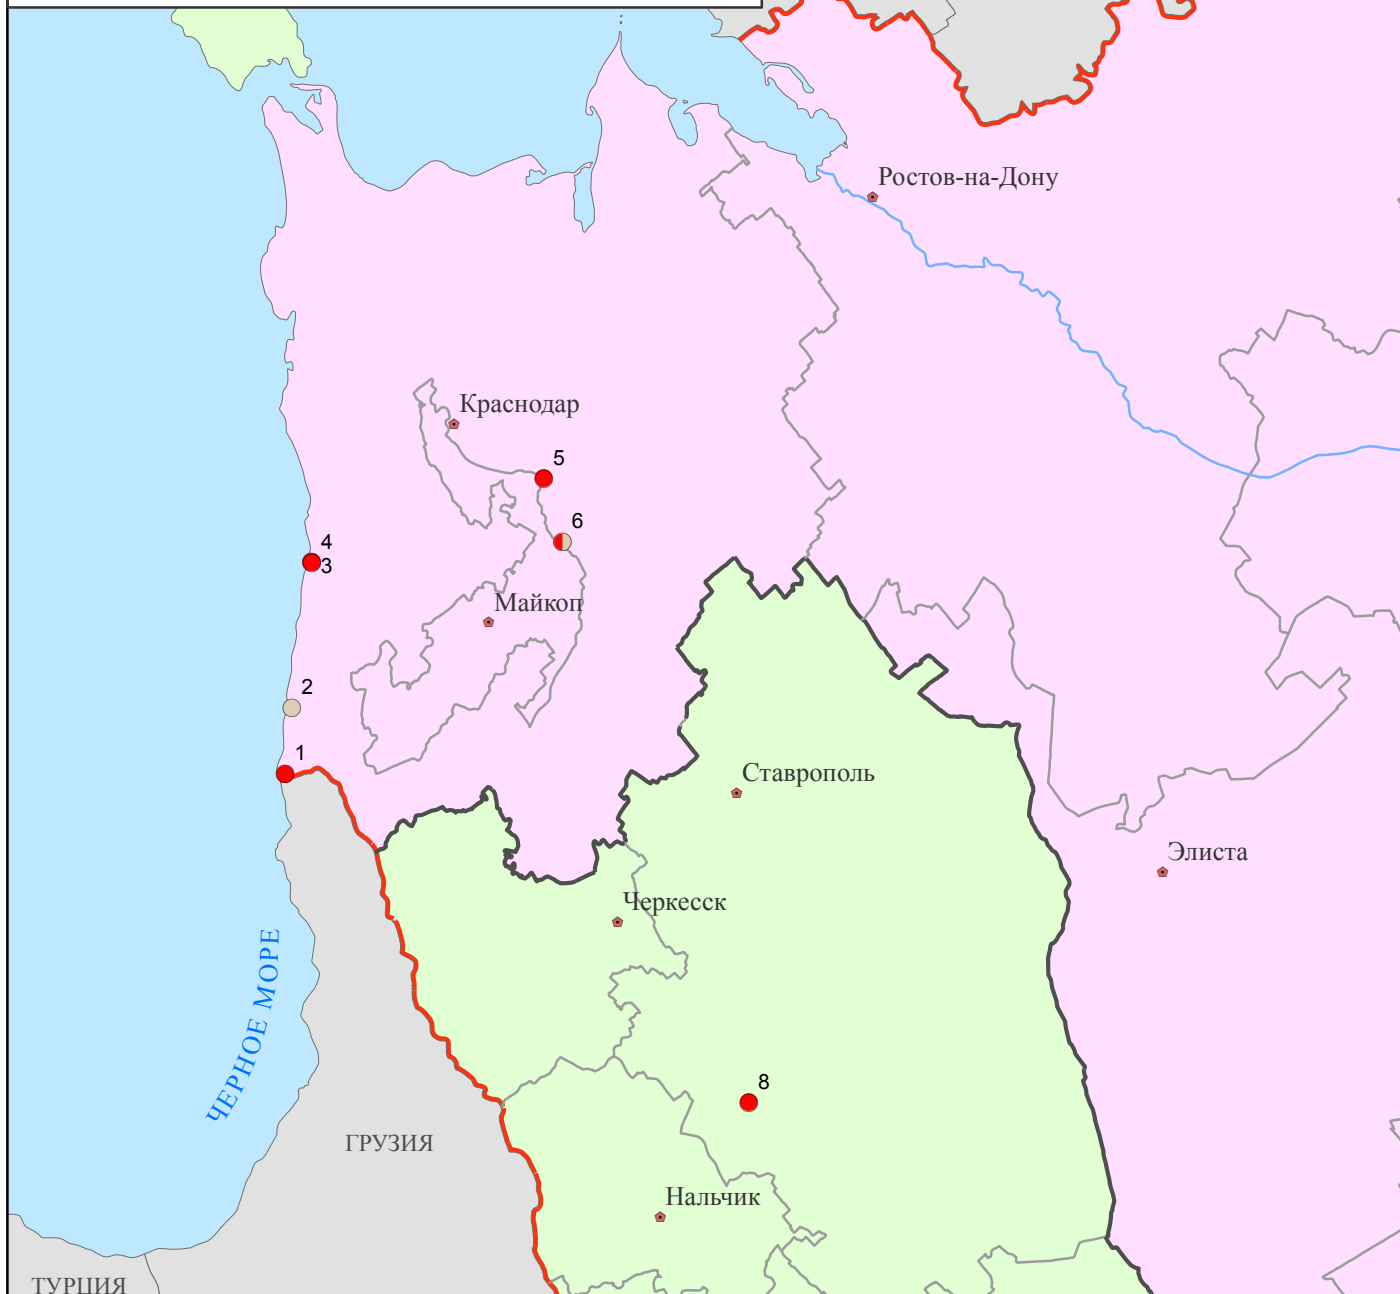 Ростов-на-Дону
Краснодар
5
6
4
3
Майкоп
2
1
Ставрополь
Элиста
Черкесск
ЧЕРНОЕ МОРЕ
8
ГРУЗИЯ
Нальчик
ТУРЦИЯ